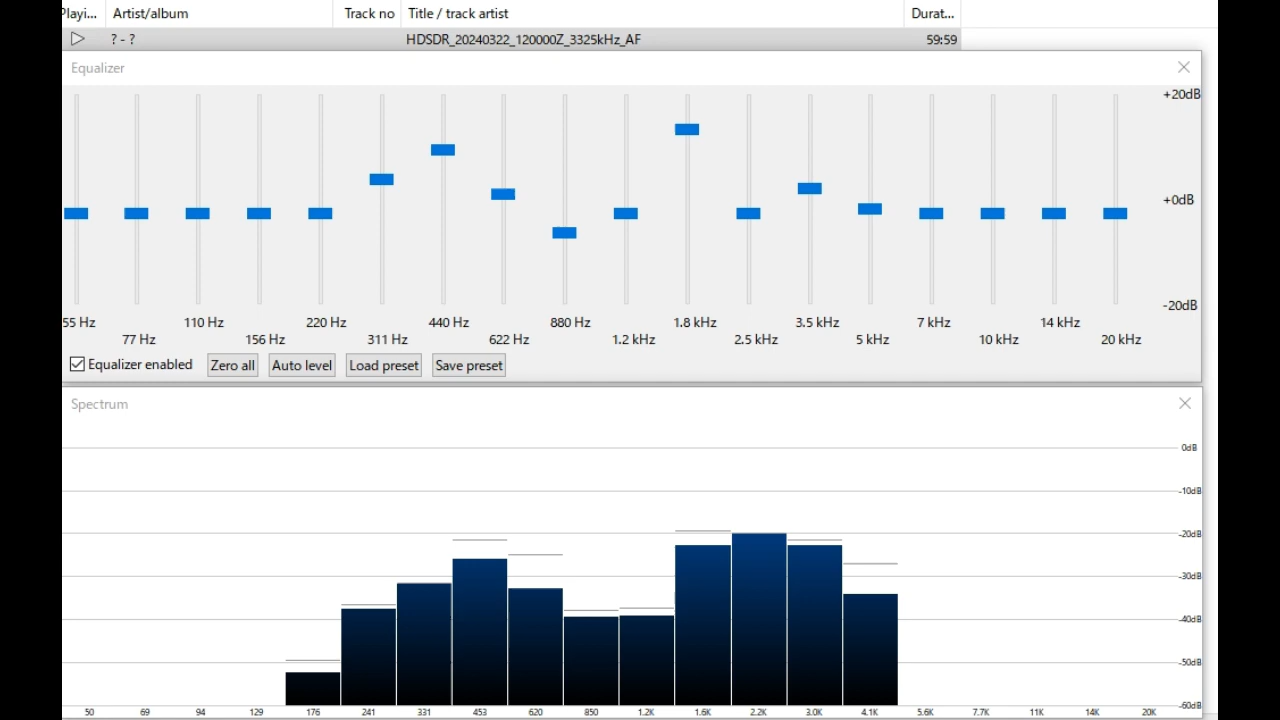 Playi... Artist/album Track no Title / track artist Durat...
? - ? HDSDR_20240322_120000Z_3325kHz_AF 59:59
Equalizer
+20dB
+0dB
-20dB
55 Hz 110 Hz 220 Hz 440 Hz 880 Hz 1.8 kHz 3.5 kHz 7 kHz 14 kHz
77 Hz 156 Hz 311 Hz 622 Hz 1.2 kHz 2.5 kHz 5 kHz 10 kHz 20 kHz
Equalizer enabled Zero all Auto level Load preset Save preset
Spectrum
0dB
-10dB
-20dB
-30dB
-40dB
-50dB
-60dB
50 69 94 129 176 241 331 453 620 850 1.2K 1.6K 2.2K 3.0K 4.1K 5.6K 7.7K 11K 14K 20K